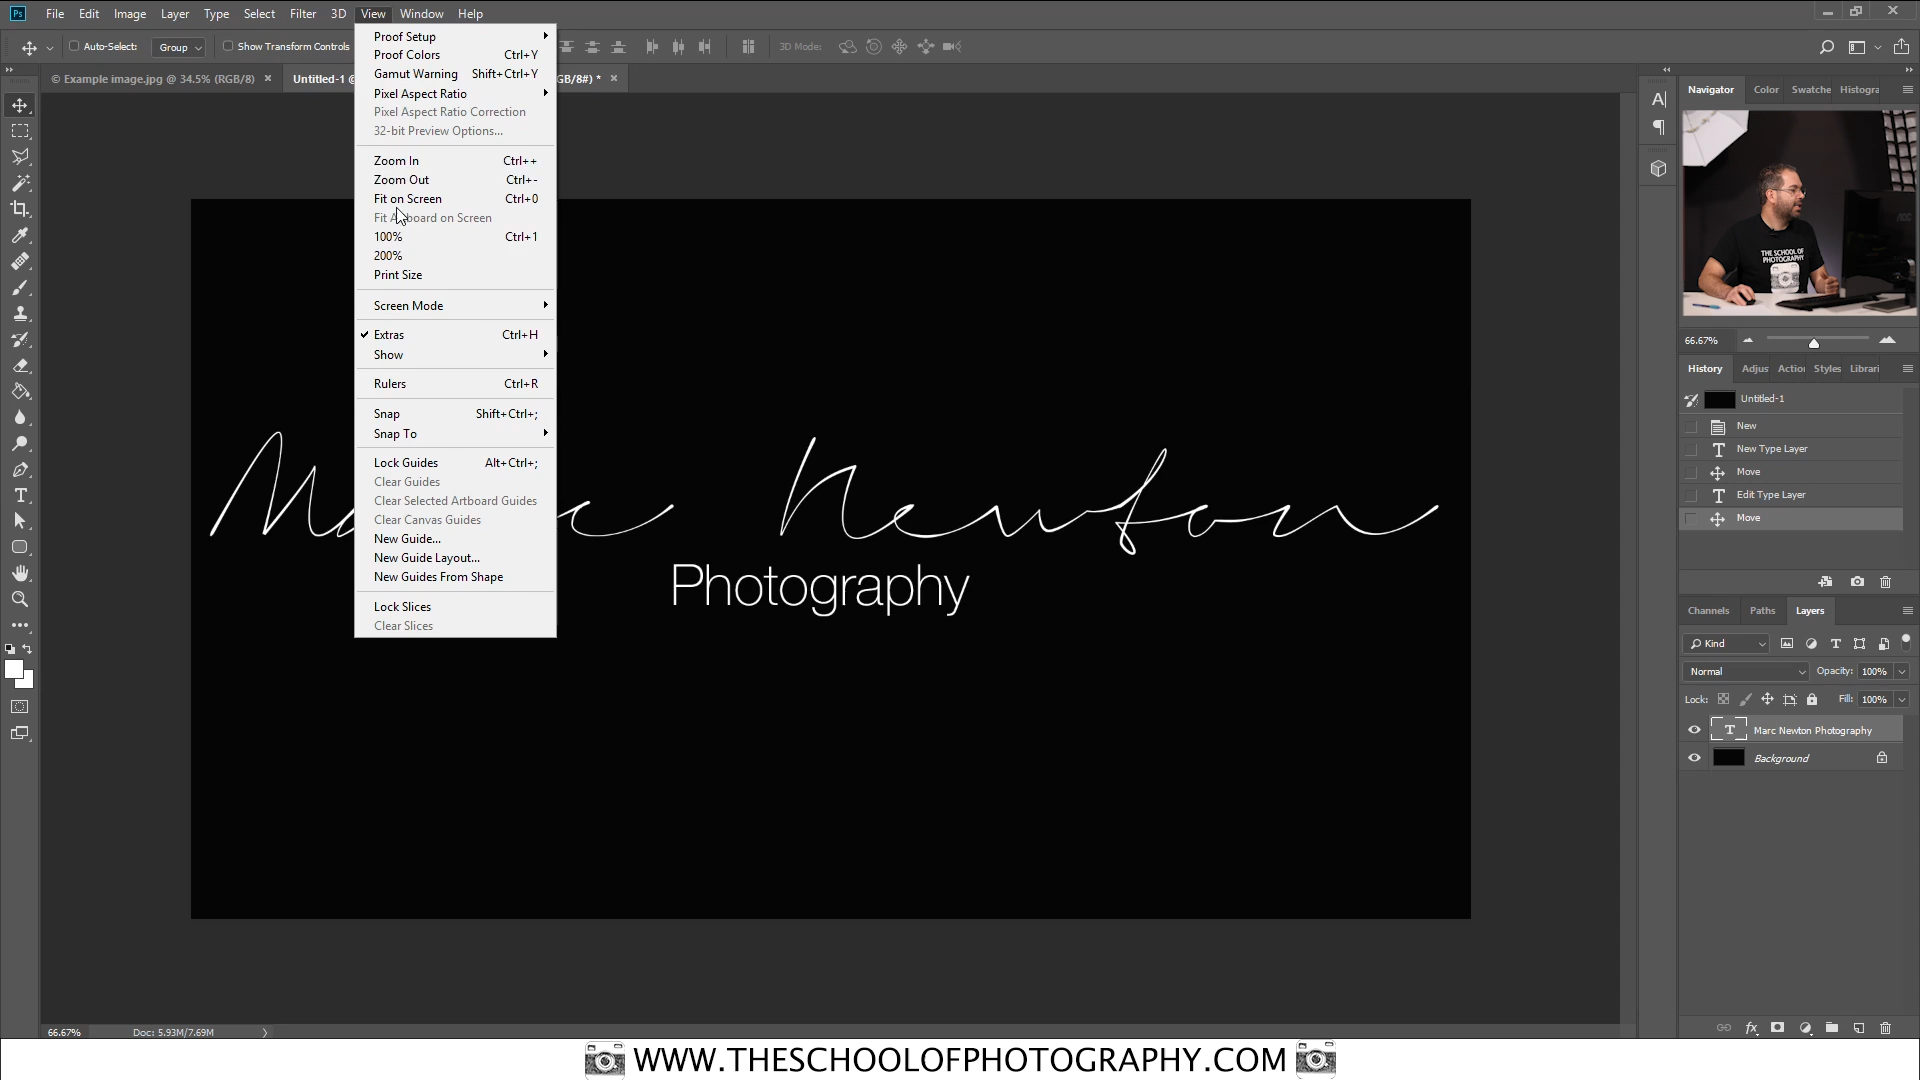 Ps File Edit Image Layer Type Select Filter 3D View Window Help
Auto-Select: Group Show Transform Controls 3D Mode:
© Example image.jpg @ 34.5% (RGB/8) × Untitled-1 @ GB/8#) * ×
Proof Setup
Proof Colors Ctrl+Y
Gamut Warning Shift+Ctrl+Y
Pixel Aspect Ratio
Pixel Aspect Ratio Correction
32-bit Preview Options...
Zoom In Ctrl++
Zoom Out Ctrl+-
Fit on Screen Ctrl+0
Fit Artboard on Screen
100% Ctrl+1
200%
Print Size
Screen Mode
Extras Ctrl+H
Show
Rulers Ctrl+R
Snap Shift+Ctrl+;
Snap To
Lock Guides Alt+Ctrl+;
Clear Guides
Clear Selected Artboard Guides
Clear Canvas Guides
New Guide...
New Guide Layout...
New Guides From Shape
Lock Slices
Clear Slices
Ma c Newton
Photography
66.67% Doc: 5.93M/7.69M
Navigator Color Swatche Histogra
THE SCHOOL OF
PHOTOGRAPHY
66.67%
History Adjus Action Styles Librari
Untitled-1
New
New Type Layer
Move
Edit Type Layer
Move
Channels Paths Layers
Kind
Normal Opacity: 100%
Lock: Fill: 100%
Marc Newton Photography
Background
WWW.THESCHOOLOFPHOTOGRAPHY.COM